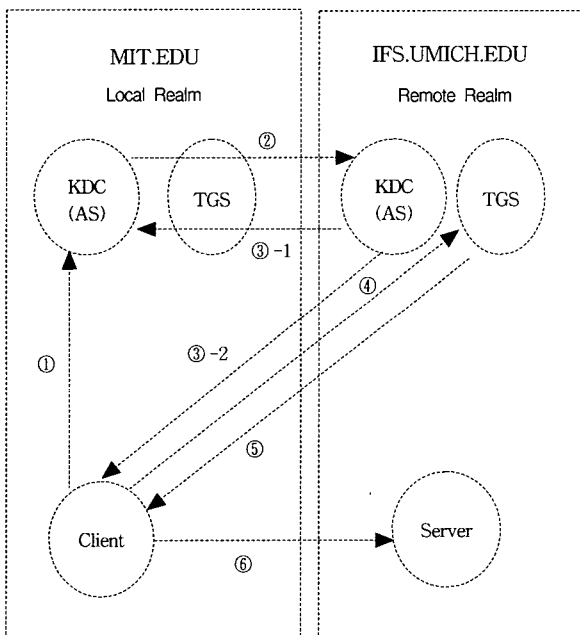 MIT.EDU
Local Realm
IFS.UMICH.EDU
Remote Realm
②
KDC
(AS)
TGS
KDC
(AS)
TGS
③-1
④
③-2
①
⑤
Client
⑥
Server